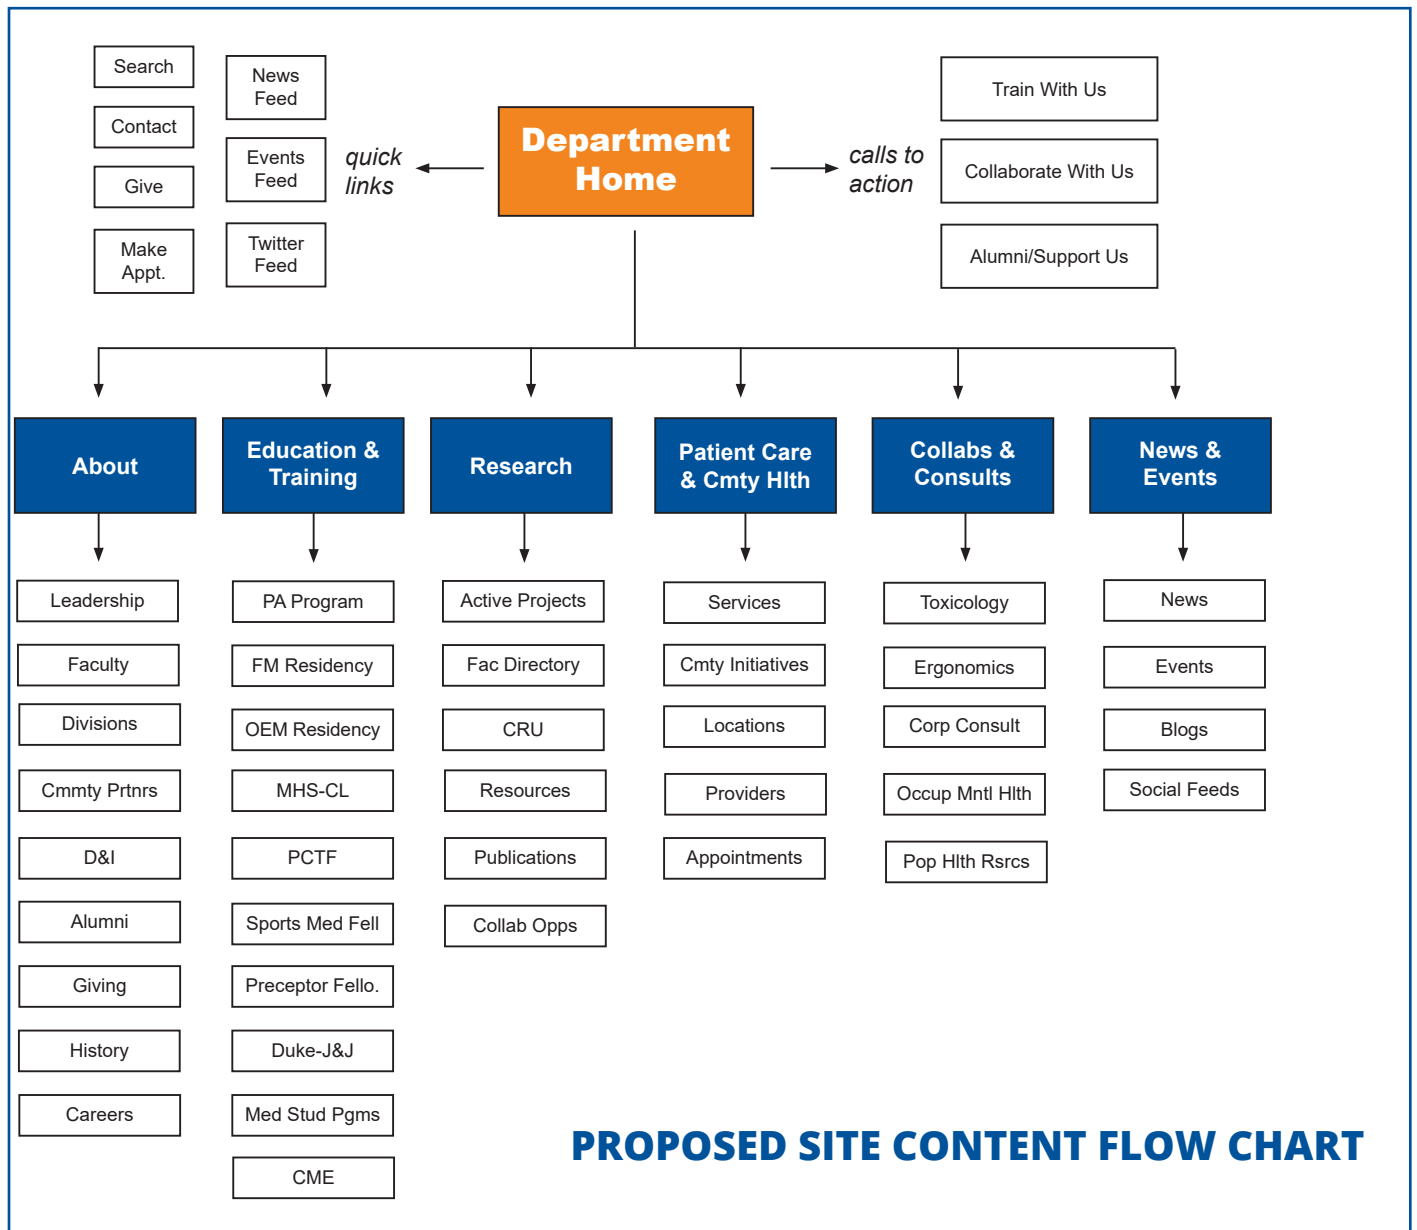 Search
Contact
Give
Make
Appt.
News
Feed
Events
Feed
Twitter
Feed
quick
links
Department
Home
calls to
action
Train With Us
Collaborate With Us
Alumni/Support Us
About
Education &
Training
Research
Patient Care
& Cmty Hlth
Collabs &
Consults
News &
Events
Leadership
Faculty
Divisions
Cmmty Prtnrs
D&I
Alumni
Giving
History
Careers
PA Program
FM Residency
OEM Residency
MHS-CL
PCTF
Sports Med Fell
Preceptor Fello.
Duke-J&J
Med Stud Pgms
CME
Active Projects
Fac Directory
CRU
Resources
Publications
Collab Opps
Services
Cmty Initiatives
Locations
Providers
Appointments
Toxicology
Ergonomics
Corp Consult
Occup Mntl Hlth
Pop Hlth Rsrcs
News
Events
Blogs
Social Feeds
PROPOSED SITE CONTENT FLOW CHART